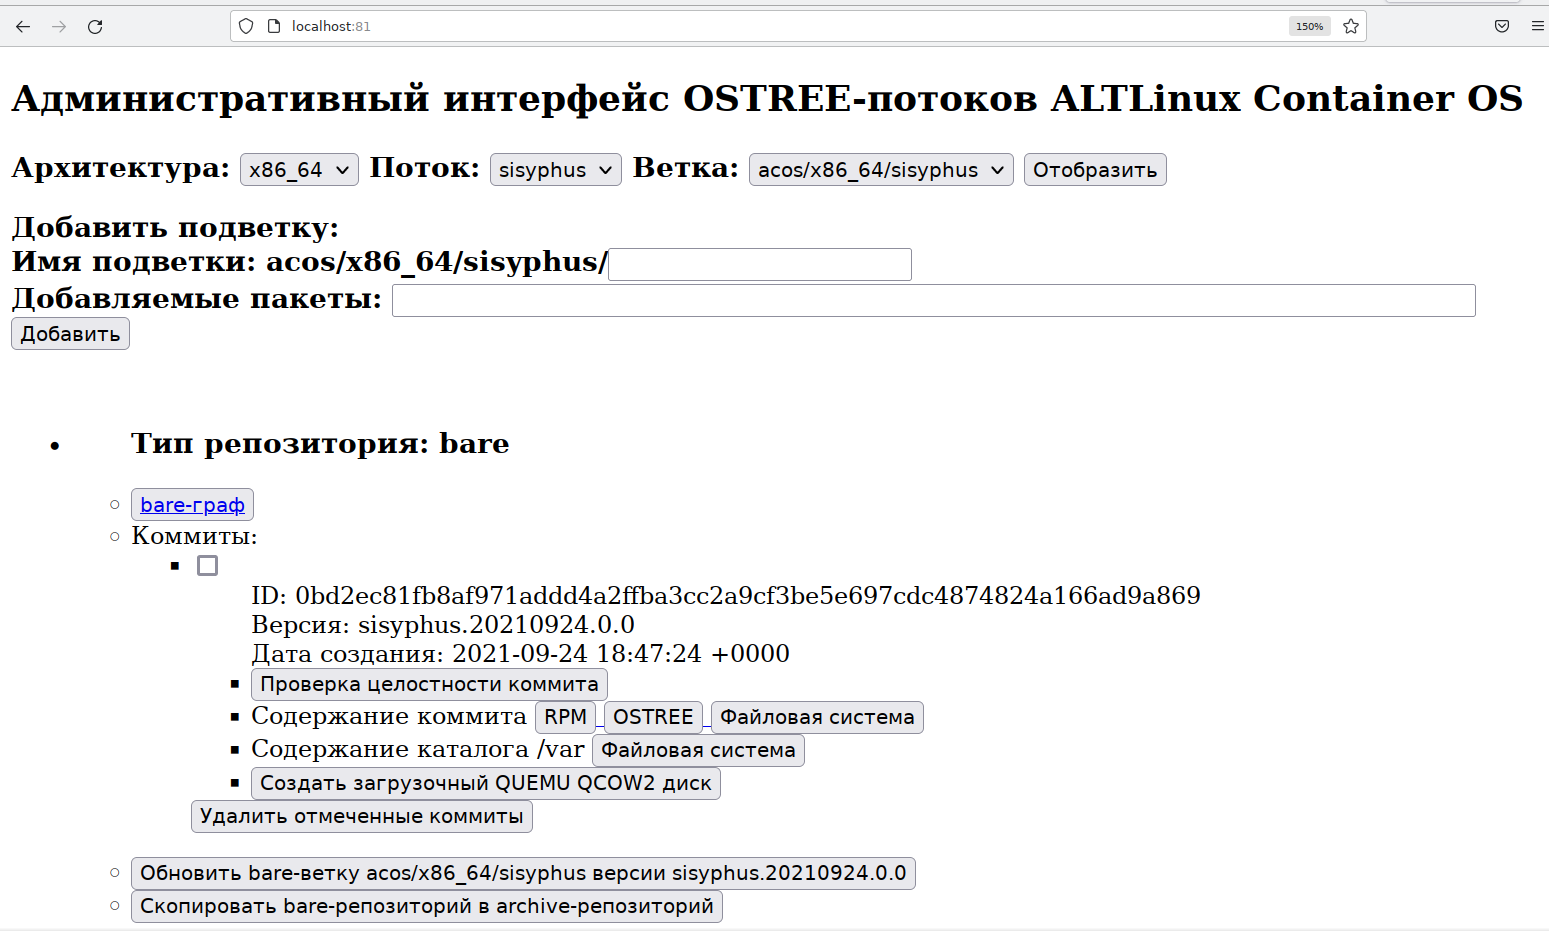 localhost:81
150%
Административный интерфейс OSTREE-потоков ALTLinux Container OS
Архитектура: x86_64 Поток: sisyphus Ветка: acos/x86_64/sisyphus Отобразить
Добавить подветку:
Имя подветки: acos/x86_64/sisyphus/
Добавляемые пакеты:
Добавить
Тип репозитория: bare
bare-граф
Коммиты:
ID: 0bd2ec81fb8af971addd4a2ffba3cc2a9cf3be5e697cdc4874824a166ad9a869
Версия: sisyphus.20210924.0.0
Дата создания: 2021-09-24 18:47:24 +0000
Проверка целостности коммита
Содержание коммита RPM OSTREE Файловая система
Содержание каталога /var Файловая система
Создать загрузочный QUEMU QCOW2 диск
Удалить отмеченные коммиты
Обновить bare-ветку acos/x86_64/sisyphus версии sisyphus.20210924.0.0
Скопировать bare-репозиторий в archive-репозиторий